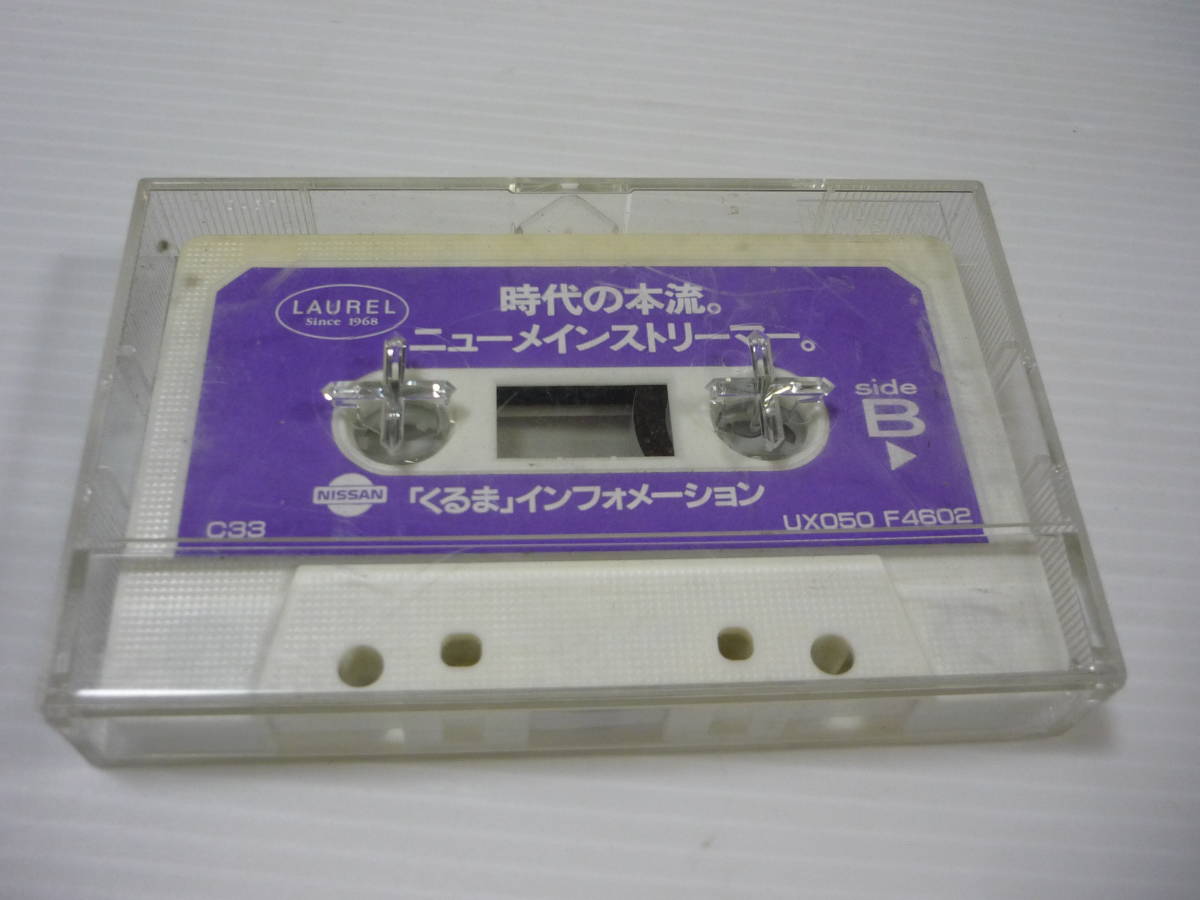 LAUREL
Since 1968
時代の本流。
ニューメインストリーマー。
side
B
NISSAN
「くるま」インフォメーション
C33
UX050 F4602